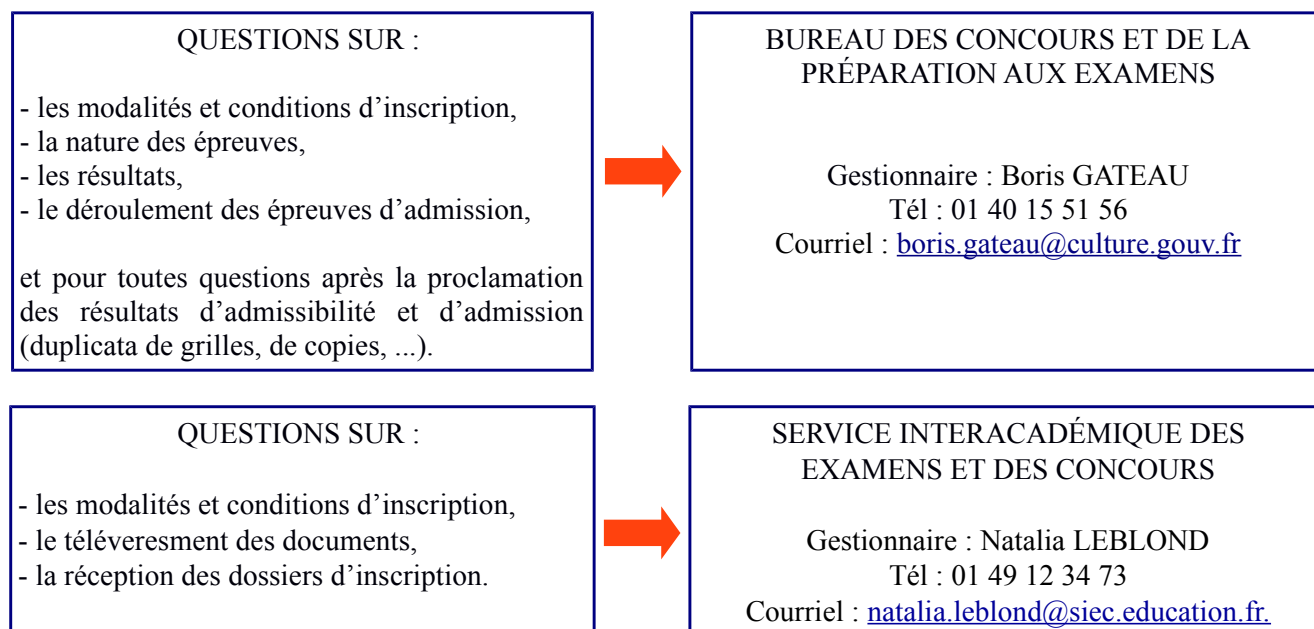 QUESTIONS SUR :
- les modalités et conditions d’inscription,
- la nature des épreuves,
- les résultats,
- le déroulement des épreuves d’admission,
et pour toutes questions après la proclamation
des résultats d’admissibilité et d’admission
(duplicata de grilles, de copies, ...).
BUREAU DES CONCOURS ET DE LA
PRÉPARATION AUX EXAMENS
Gestionnaire : Boris GATEAU
Tél : 01 40 15 51 56
Courriel : boris.gateau@culture.gouv.fr
QUESTIONS SUR :
- les modalités et conditions d’inscription,
- le téléveresment des documents,
- la réception des dossiers d’inscription.
SERVICE INTERACADÉMIQUE DES
EXAMENS ET DES CONCOURS
Gestionnaire : Natalia LEBLOND
Tél : 01 49 12 34 73
Courriel : natalia.leblond@siec.education.fr.